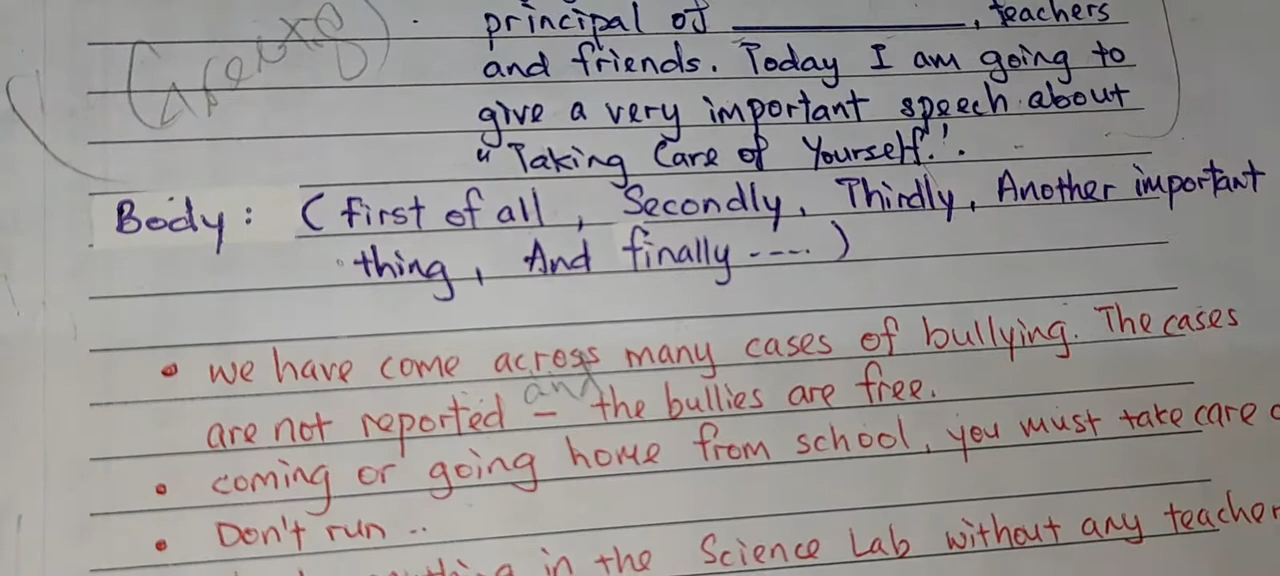 principal of ________, teachers
and friends. Today I am going to
give a very important speech about
" Taking Care of Yourself!'.
Body: (First of all, Secondly, Thirdly, Another important
thing, And finally ----. )
• we have come across many cases of bullying. The cases
and
are not reported - the bullies are free.
• coming or going home from school, you must take care
• Don't run ..
in the Science Lab without any teacher